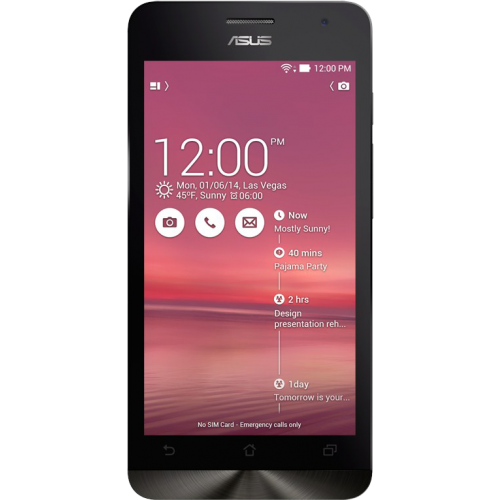 ASUS
12:00 PM
12:00 PM
Mon, 01/06/14, Las Vegas
45ºF, Sunny 06:00
Now
Mostly Sunny!
40 mins
Pajama Party
2 hrs
Design
presentation reh...
1day
Tomorrow is your...
No SIM Card - Emergency calls only